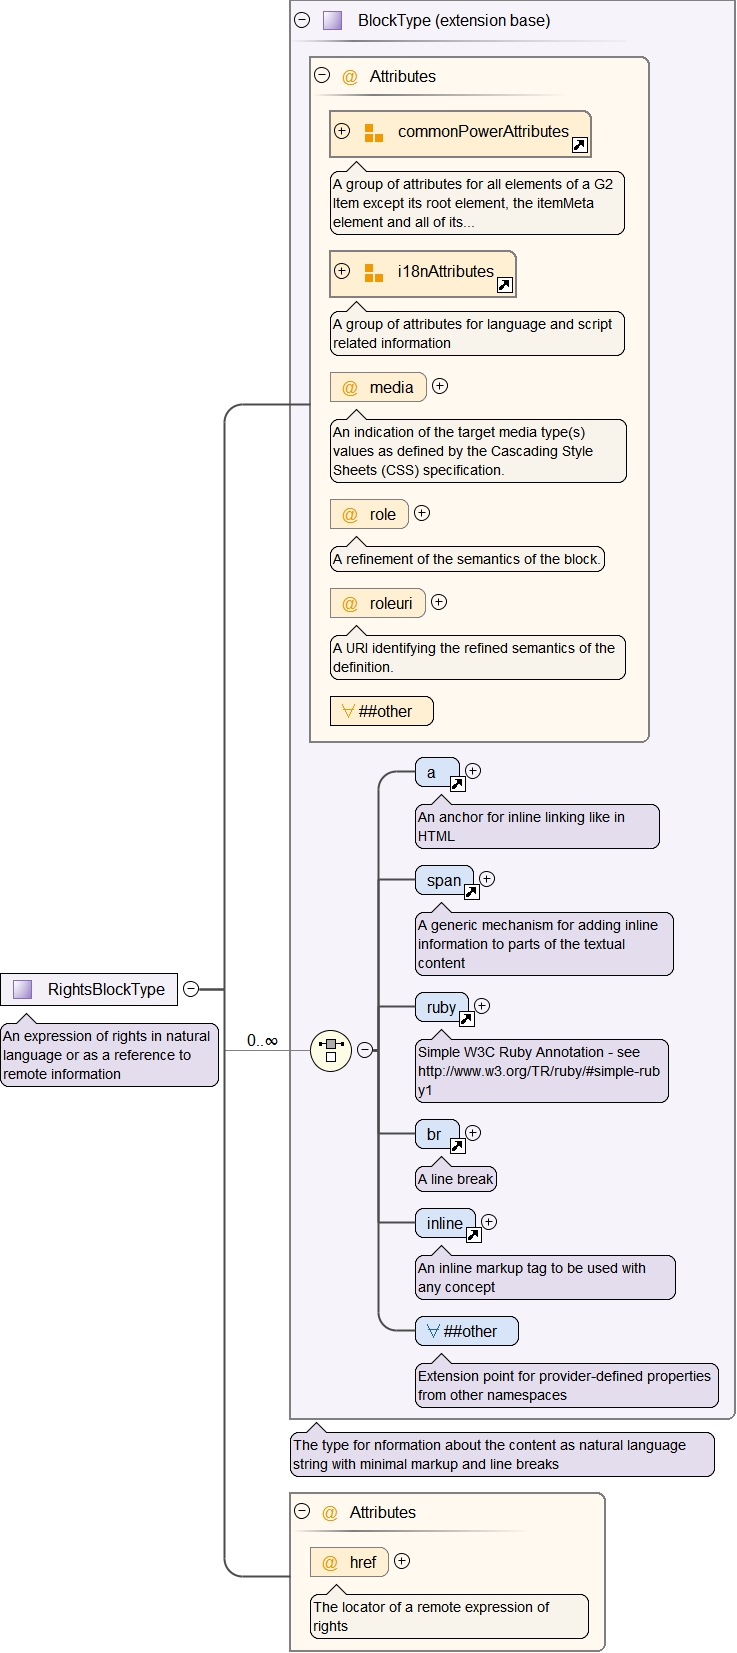 BlockType (extension base)
@ Attributes
commonPowerAttributes
A group of attributes for all elements of a G2
Item except its root element, the itemMeta
element and all of its...
i18nAttributes
A group of attributes for language and script
related information
@ media
An indication of the target media type(s)
values as defined by the Cascading Style
Sheets (CSS) specification.
@ role
A refinement of the semantics of the block.
@ roleuri
A URI identifying the refined semantics of the
definition.
##other
a
An anchor for inline linking like in
HTML
span
A generic mechanism for adding inline
information to parts of the textual
content
RightsBlockType
An expression of rights in natural
language or as a reference to
remote information
0..∞
ruby
Simple W3C Ruby Annotation - see
http://www.w3.org/TR/ruby/#simple-rub
y1
br
A line break
inline
An inline markup tag to be used with
any concept
##other
Extension point for provider-defined properties
from other namespaces
The type for nformation about the content as natural language
string with minimal markup and line breaks
@ Attributes
@ href
The locator of a remote expression of
rights